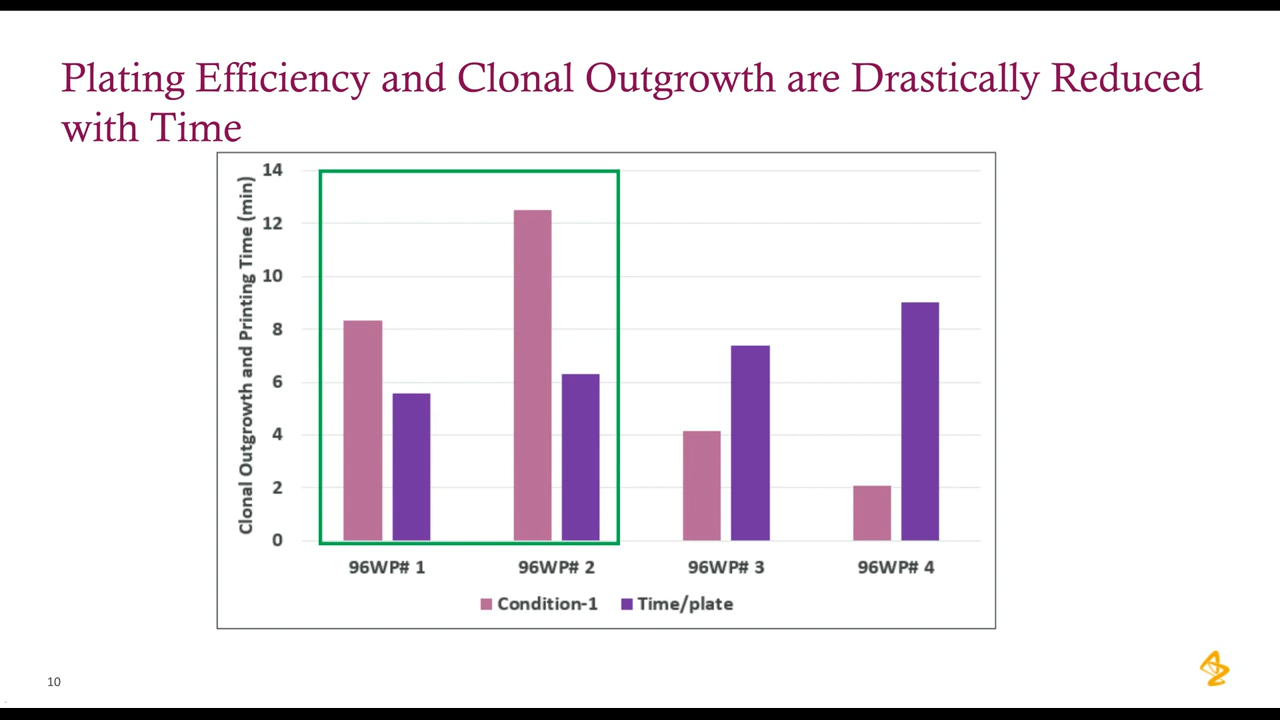 Plating Efficiency and Clonal Outgrowth are Drastically Reduced
with Time
Clonal Outgrowth and Printing Time (min)
14
12
10
8
6
4
2
0
96WP# 1 96WP# 2 96WP# 3 96WP# 4
Condition-1 Time/plate
10